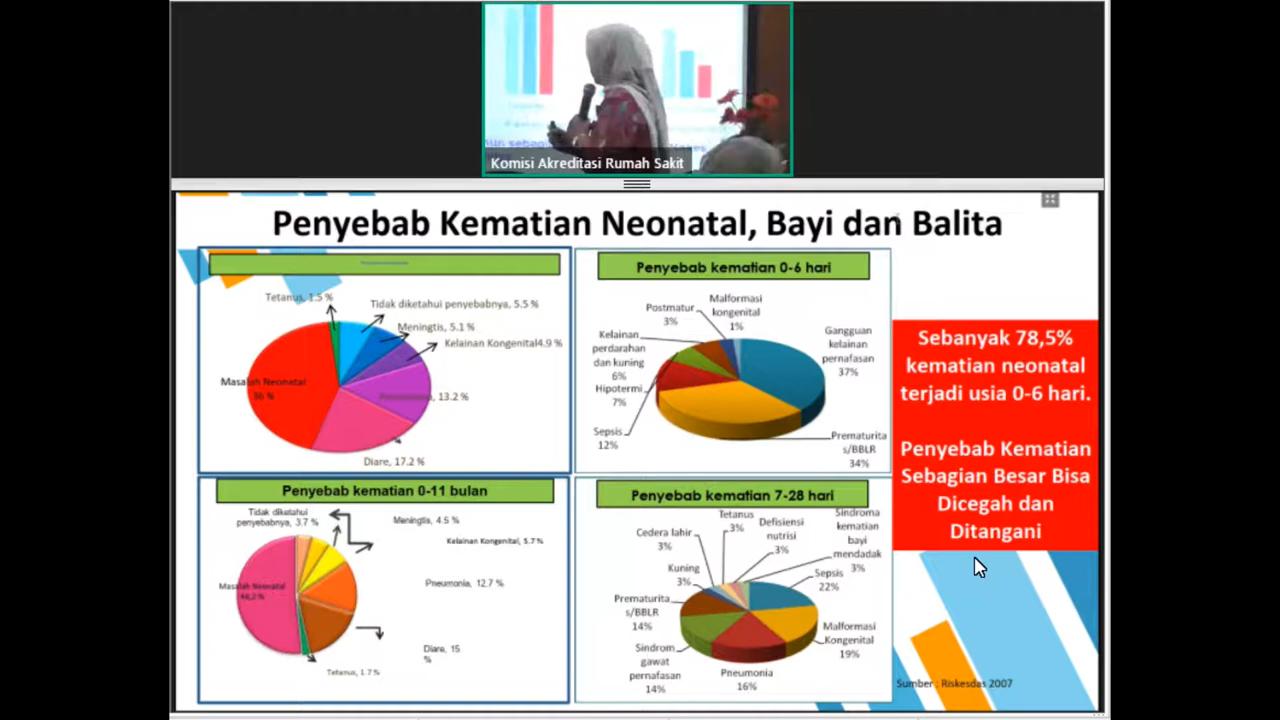 Komisi Akreditasi Rumah Sakit
Penyebab Kematian Neonatal, Bayi dan Balita
Tetanus, 1.5 %
Tidak diketahui penyebabnya, 5.5 %
Meningtis, 5.1 %
Kelainan Kongenital4.9 %
Masalah Neonatal
36 %
13.2 %
Diare, 17.2 %
Penyebab kematian 0-6 hari
Postmatur
3%
Malformasi
kongenital
1%
Kelainan
perdarahan
dan kuning
6%
Gangguan
kelainan
pernafasan
37%
Hipotermi
7%
Sepsis
12%
Prematurita
s/BBLR
34%
Sebanyak 78,5%
kematian neonatal
terjadi usia 0-6 hari.
Penyebab Kematian
Sebagian Besar Bisa
Dicegah dan
Ditangani
Penyebab kematian 0-11 bulan
Tidak diketahui
penyebabnya, 3.7 %
Meningtis, 4.5 %
Kelainan Kongenital, 5.7 %
Masalah Neonatal
46,2 %
Pneumonia, 12.7 %
Diare, 15
%
Tetanus, 1.7 %
Penyebab kematian 7-28 hari
Tetanus
3%
Defisiensi
nutrisi
3%
Sindroma
kematian
bayi
mendadak
3%
Cedera lahir
3%
Kuning
3%
Sepsis
22%
Prematurita
s/BBLR
14%
Malformasi
Kongenital
19%
Sindrom
gawat
pernafasan
14%
Pneumonia
16%
Sumber : Riskesdas 2007